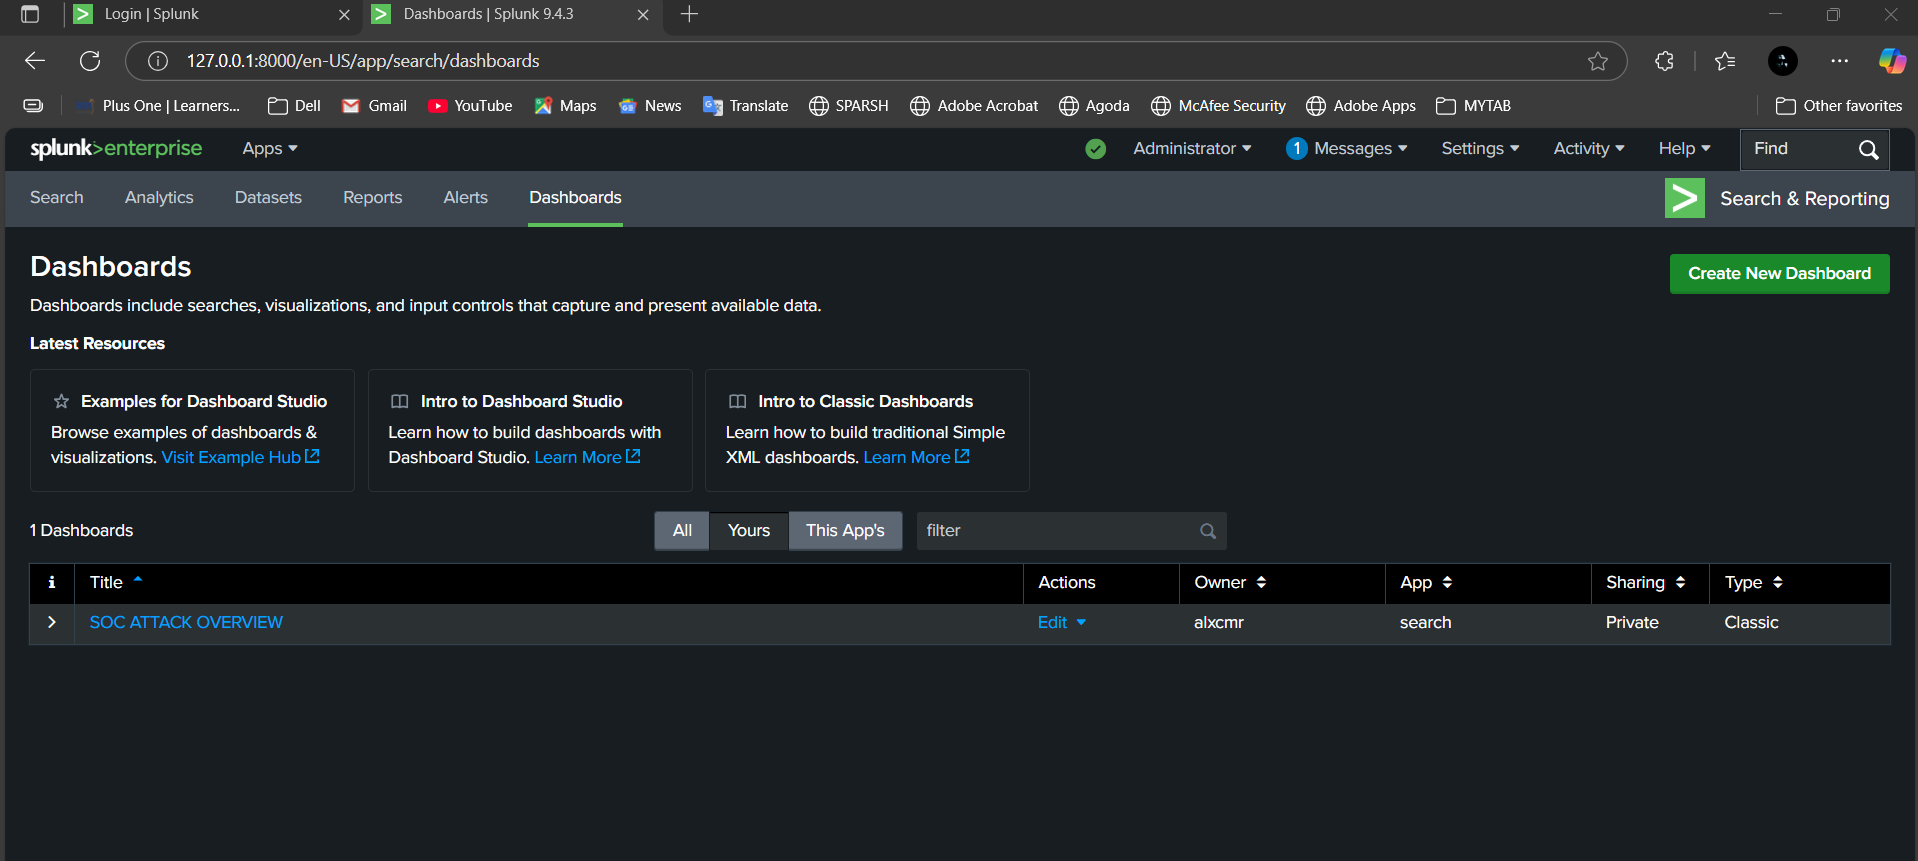 Login | Splunk
Dashboards | Splunk 9.4.3
127.0.0.1:8000/en-US/app/search/dashboards
Plus One | Learners... Dell Gmail YouTube Maps News Translate SPARSH Adobe Acrobat Agoda McAfee Security Adobe Apps MYTAB Other favorites
splunk>enterprise Apps Administrator 1 Messages Settings Activity Help Find
Search Analytics Datasets Reports Alerts Dashboards Search & Reporting
Dashboards
Create New Dashboard
Dashboards include searches, visualizations, and input controls that capture and present available data.
Latest Resources
Examples for Dashboard Studio
Browse examples of dashboards &
visualizations. Visit Example Hub
Intro to Dashboard Studio
Learn how to build dashboards with
Dashboard Studio. Learn More
Intro to Classic Dashboards
Learn how to build traditional Simple
XML dashboards. Learn More
1 Dashboards All Yours This App's filter
i Title Actions Owner App Sharing Type
SOC ATTACK OVERVIEW Edit alxcmr search Private Classic